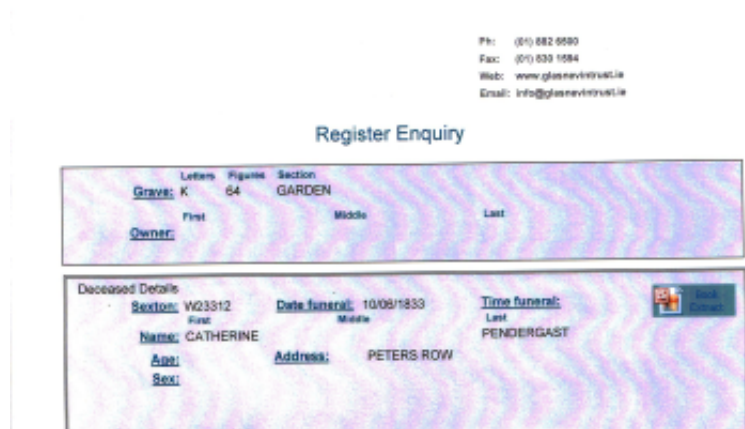 Ph: (01) 882 6500
Fax: (01) 830 1594
Web: www.glasnevintrust.ie
Email: info@glasnevintrust.ie
Register Enquiry
Letters Figures Section
Grave: K 64 GARDEN
First Middle Last
Owner:
Deceased Details
Sexton: W23312 Date funeral: 10/06/1833 Time funeral:
Book Extract
First Middle Last
Name: CATHERINE PENDERGAST
Age: Address: PETERS ROW
Sex: